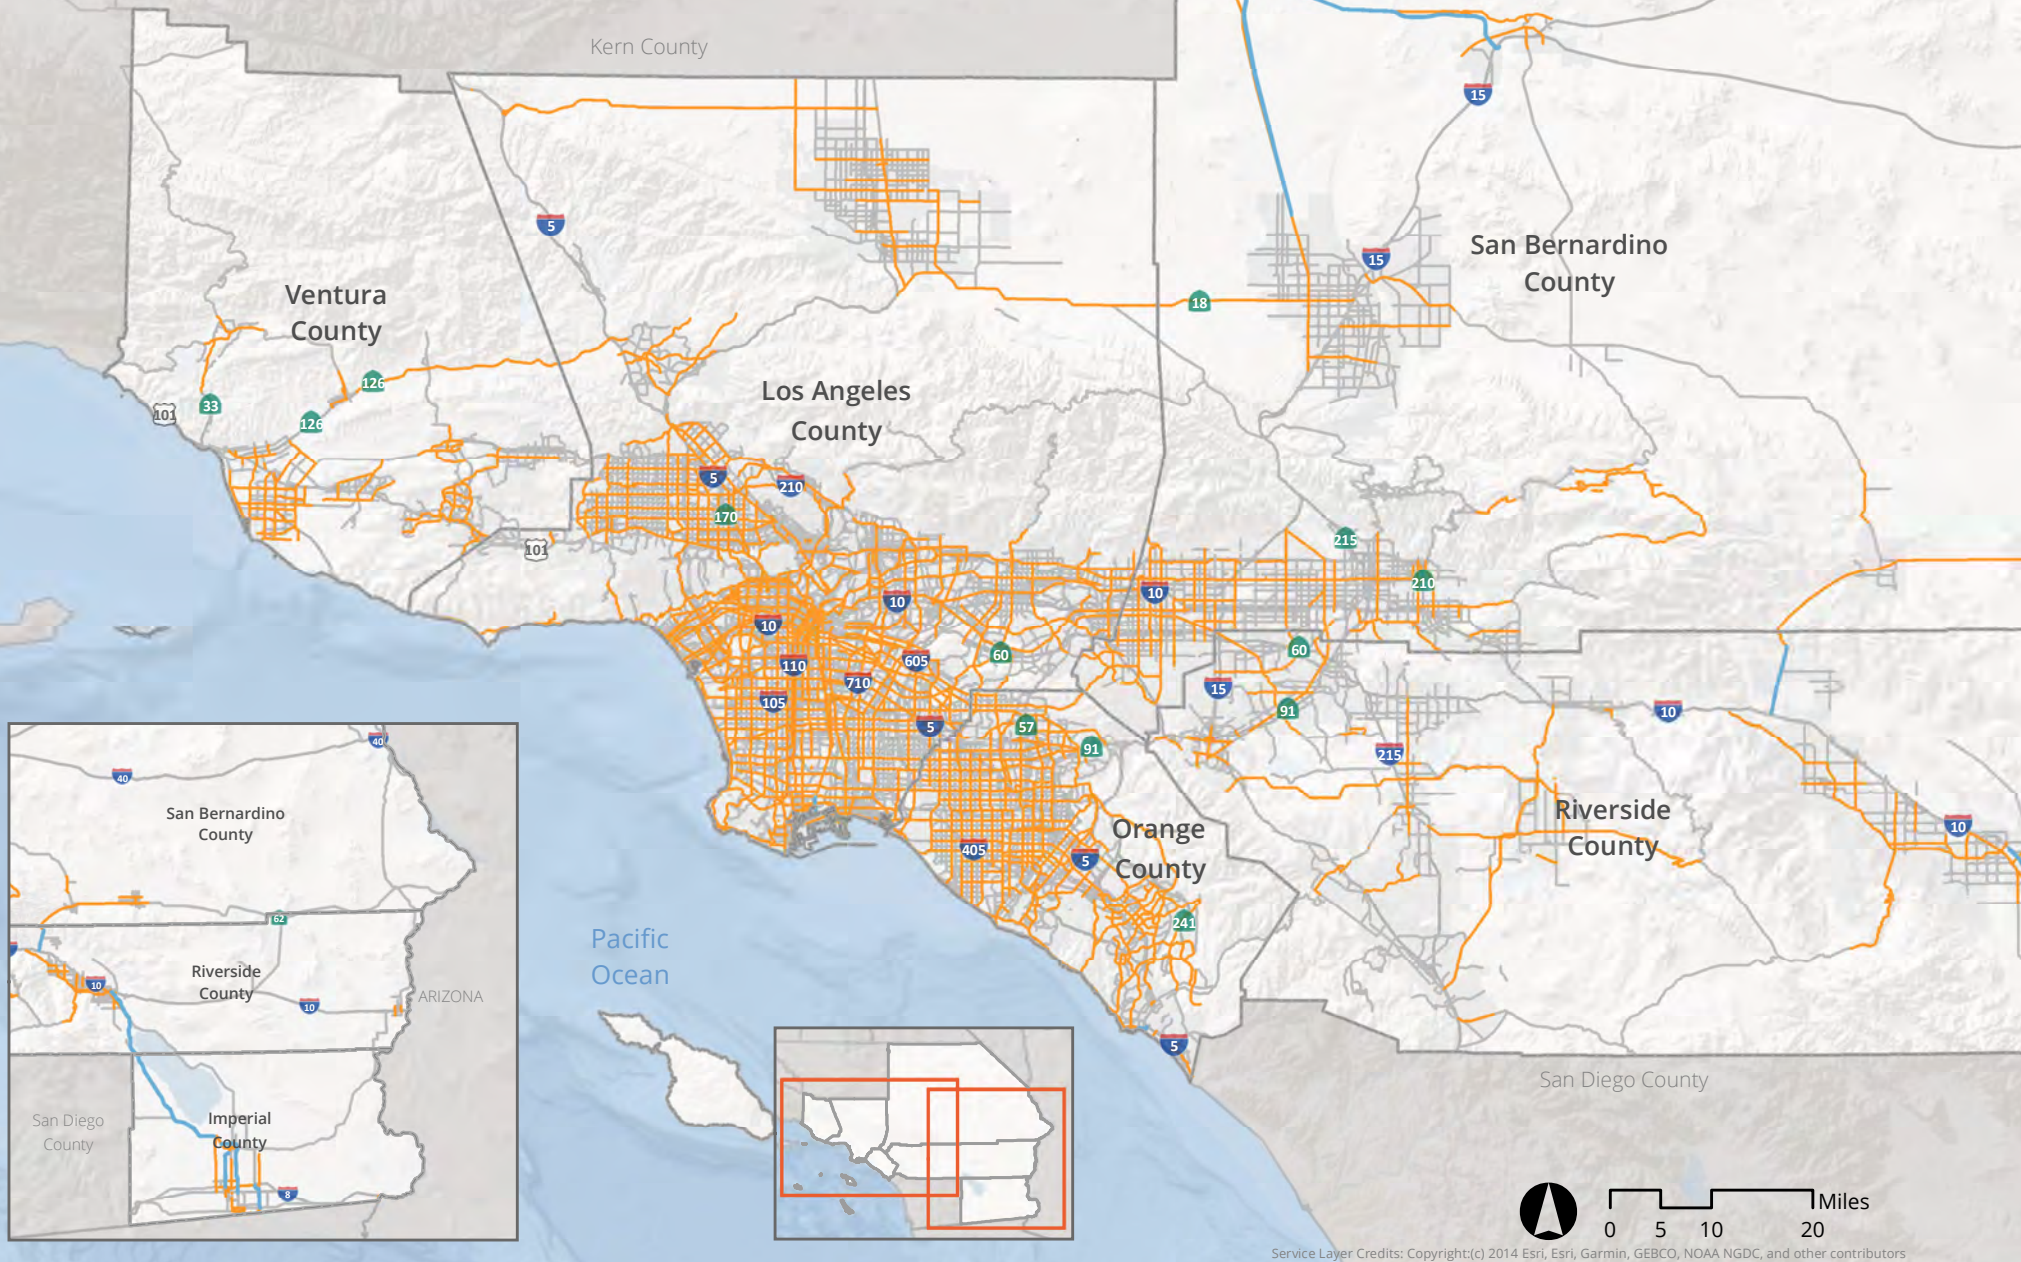 Kern County
15
5
San Bernardino
County
15
Ventura
County
18
126
Los Angeles
County
33
101
126
5
210
170
215
101
210
10
10
10
110
605
60
60
710
105
15
91
10
5
57
91
215
Riverside
County
10
Orange
County
405
5
241
Pacific
Ocean
5
San Diego County
40
40
San Bernardino
County
62
Riverside
County
10
10
ARIZONA
San Diego
County
Imperial
County
8
Miles
0 5 10 20
Service Layer Credits: Copyright:(c) 2014 Esri, Esri, Garmin, GEBCO, NOAA NGDC, and other contributors